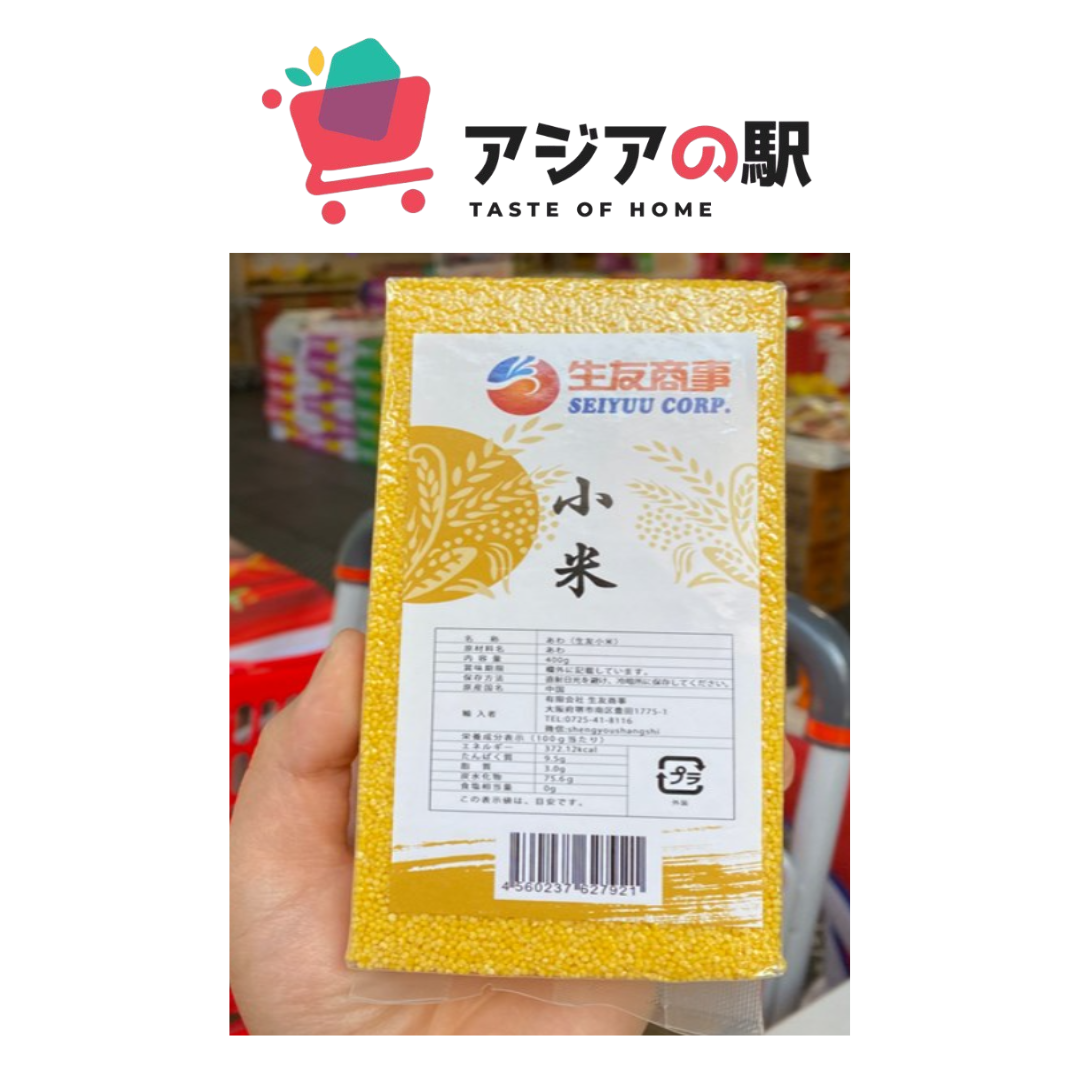 アジアの駅
TASTE OF HOME
生友商事
SEIYUU CORP.
小
米
名 称 あわ（生友小米）
原材料名 あわ
内容量 400g
賞味期限 欄外に記載しています。
保存方法 直射日光を避け、冷暗所に保存してください。
原産国名 中国
輸入者 有限会社 生友商事
大阪府堺市南区豊田1775-1
TEL:0725-41-8116
微信:shengyoushangshi
栄養成分表示（100g当たり）
エネルギー 372.12kcal
たんぱく質 9.5g
脂 質 3.0g
炭水化物 75.6g
食塩相当量 0g
この表示値は、目安です。
プラ
外装
4 560237 627921